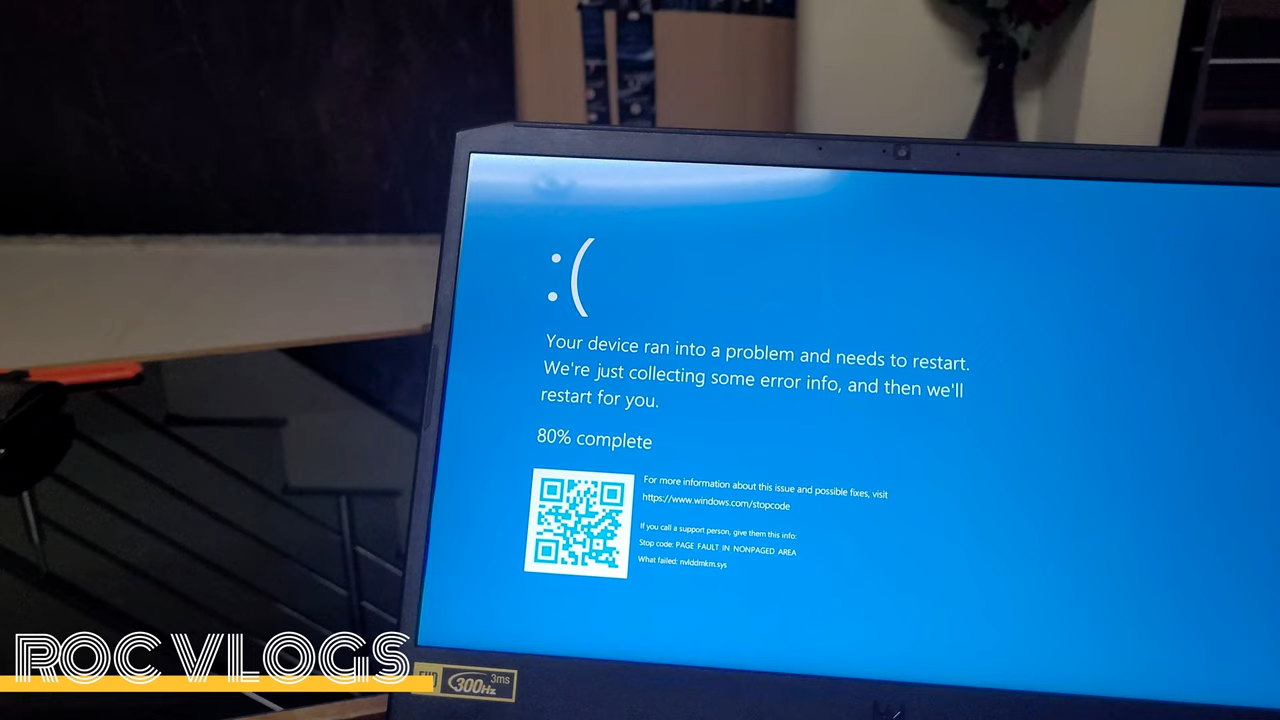 :(
Your device ran into a problem and needs to restart.
We're just collecting some error info, and then we'll
restart for you.
80% complete
For more information about this issue and possible fixes, visit
https://www.windows.com/stopcode
If you call a support person, give them this info:
Stop code: PAGE FAULT IN NONPAGED AREA
What failed: nvlddmkm.sys
ROC VLOGS
3ms
300Hz